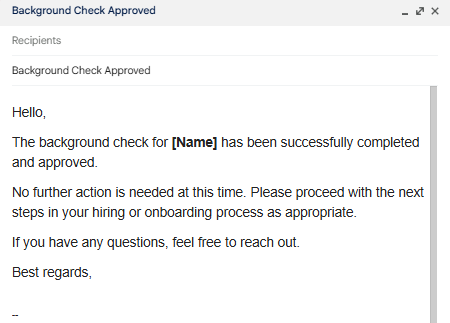 Background Check Approved
Recipients
Background Check Approved
Hello,
The background check for [Name] has been successfully completed
and approved.
No further action is needed at this time. Please proceed with the next
steps in your hiring or onboarding process as appropriate.
If you have any questions, feel free to reach out.
Best regards,
--